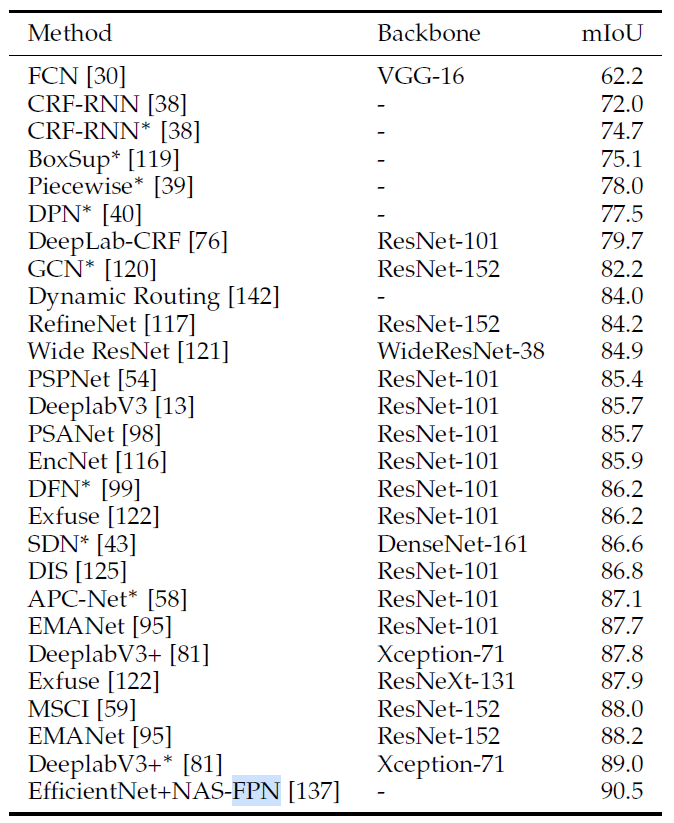 Method Backbone mIoU
FCN [30] VGG-16 62.2
CRF-RNN [38] - 72.0
CRF-RNN* [38] - 74.7
BoxSup* [119] - 75.1
Piecewise* [39] - 78.0
DPN* [40] - 77.5
DeepLab-CRF [76] ResNet-101 79.7
GCN* [120] ResNet-152 82.2
Dynamic Routing [142] - 84.0
RefineNet [117] ResNet-152 84.2
Wide ResNet [121] WideResNet-38 84.9
PSPNet [54] ResNet-101 85.4
DeeplabV3 [13] ResNet-101 85.7
PSANet [98] ResNet-101 85.7
EncNet [116] ResNet-101 85.9
DFN* [99] ResNet-101 86.2
Exfuse [122] ResNet-101 86.2
SDN* [43] DenseNet-161 86.6
DIS [125] ResNet-101 86.8
APC-Net* [58] ResNet-101 87.1
EMANet [95] ResNet-101 87.7
DeeplabV3+ [81] Xception-71 87.8
Exfuse [122] ResNeXt-131 87.9
MSCI [59] ResNet-152 88.0
EMANet [95] ResNet-152 88.2
DeeplabV3+* [81] Xception-71 89.0
EfficientNet+NAS-FPN [137] - 90.5